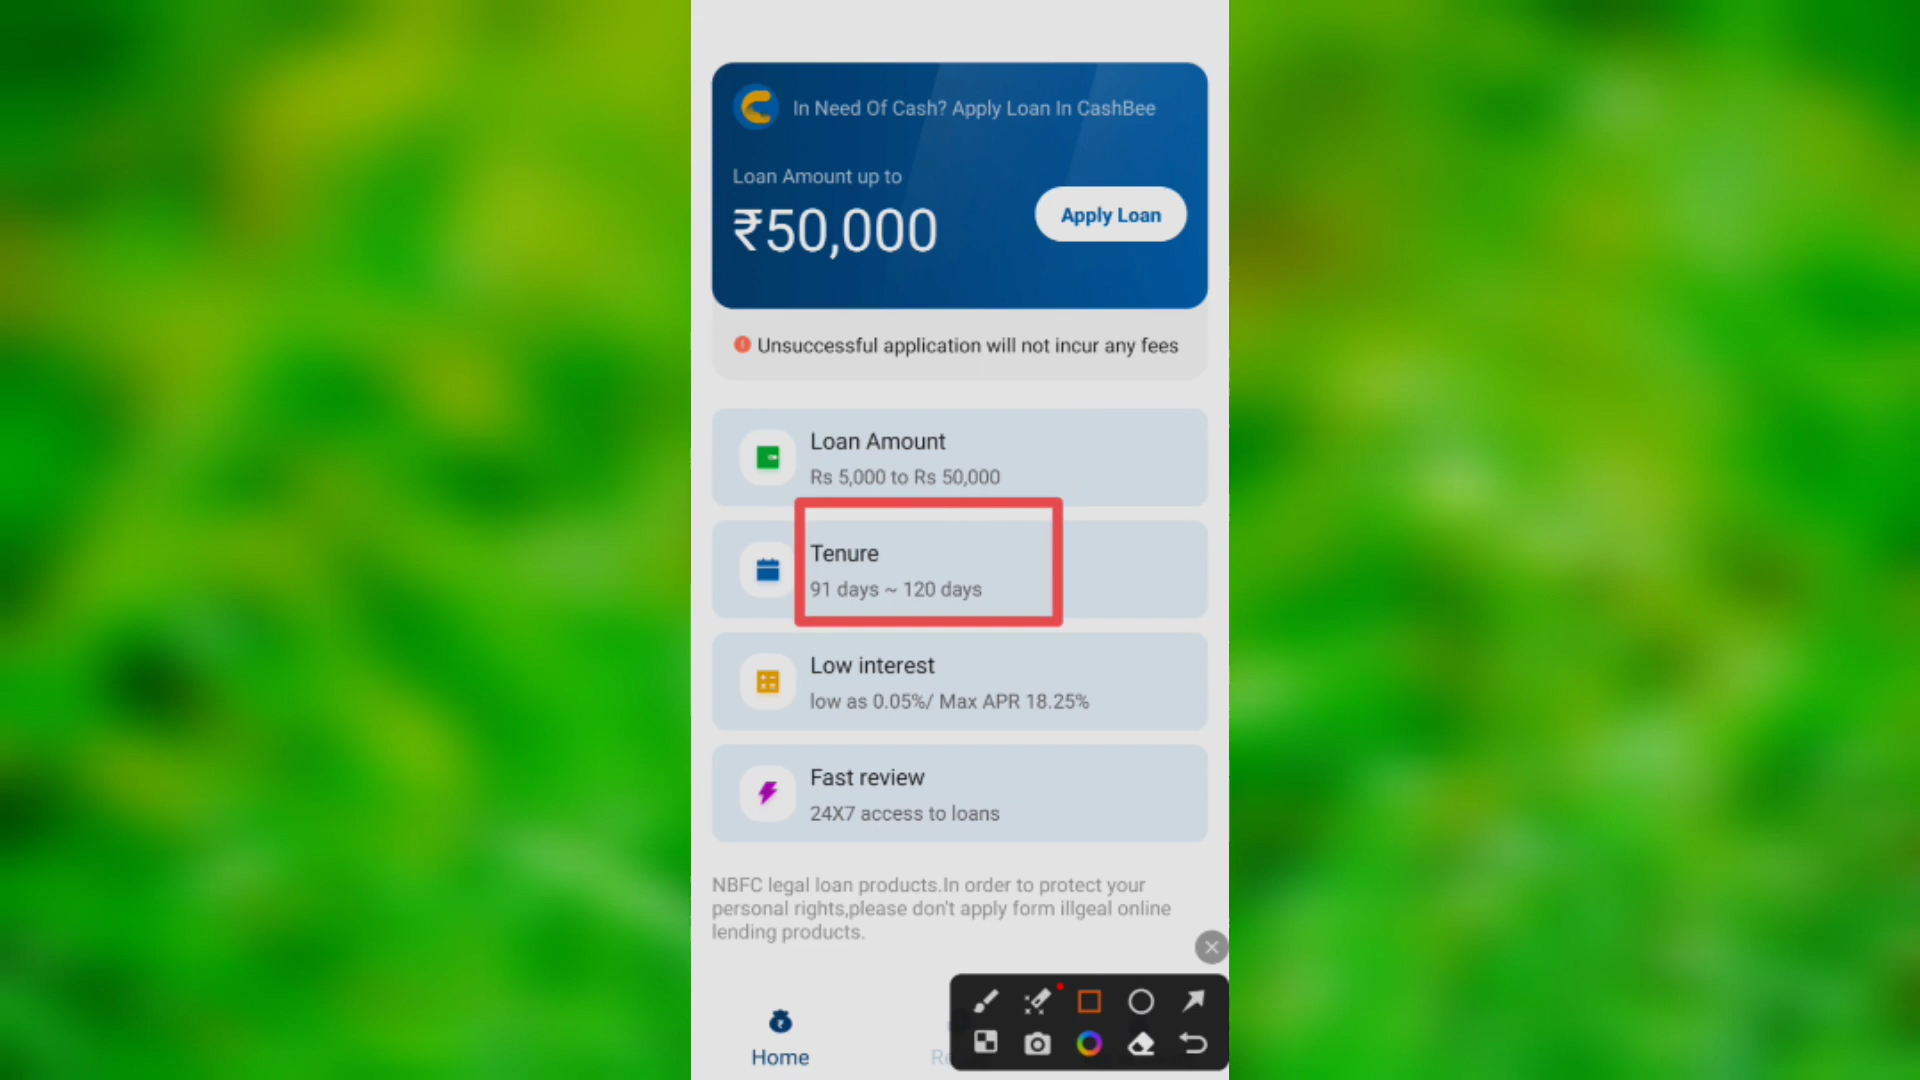 In Need Of Cash? Apply Loan In CashBee
Loan Amount up to
₹50,000
Apply Loan
Unsuccessful application will not incur any fees
Loan Amount
Rs 5,000 to Rs 50,000
Tenure
91 days ~ 120 days
Low interest
low as 0.05%/ Max APR 18.25%
Fast review
24X7 access to loans
NBFC legal loan products.In order to protect your
personal rights,please don't apply form illgeal online
lending products.
Home